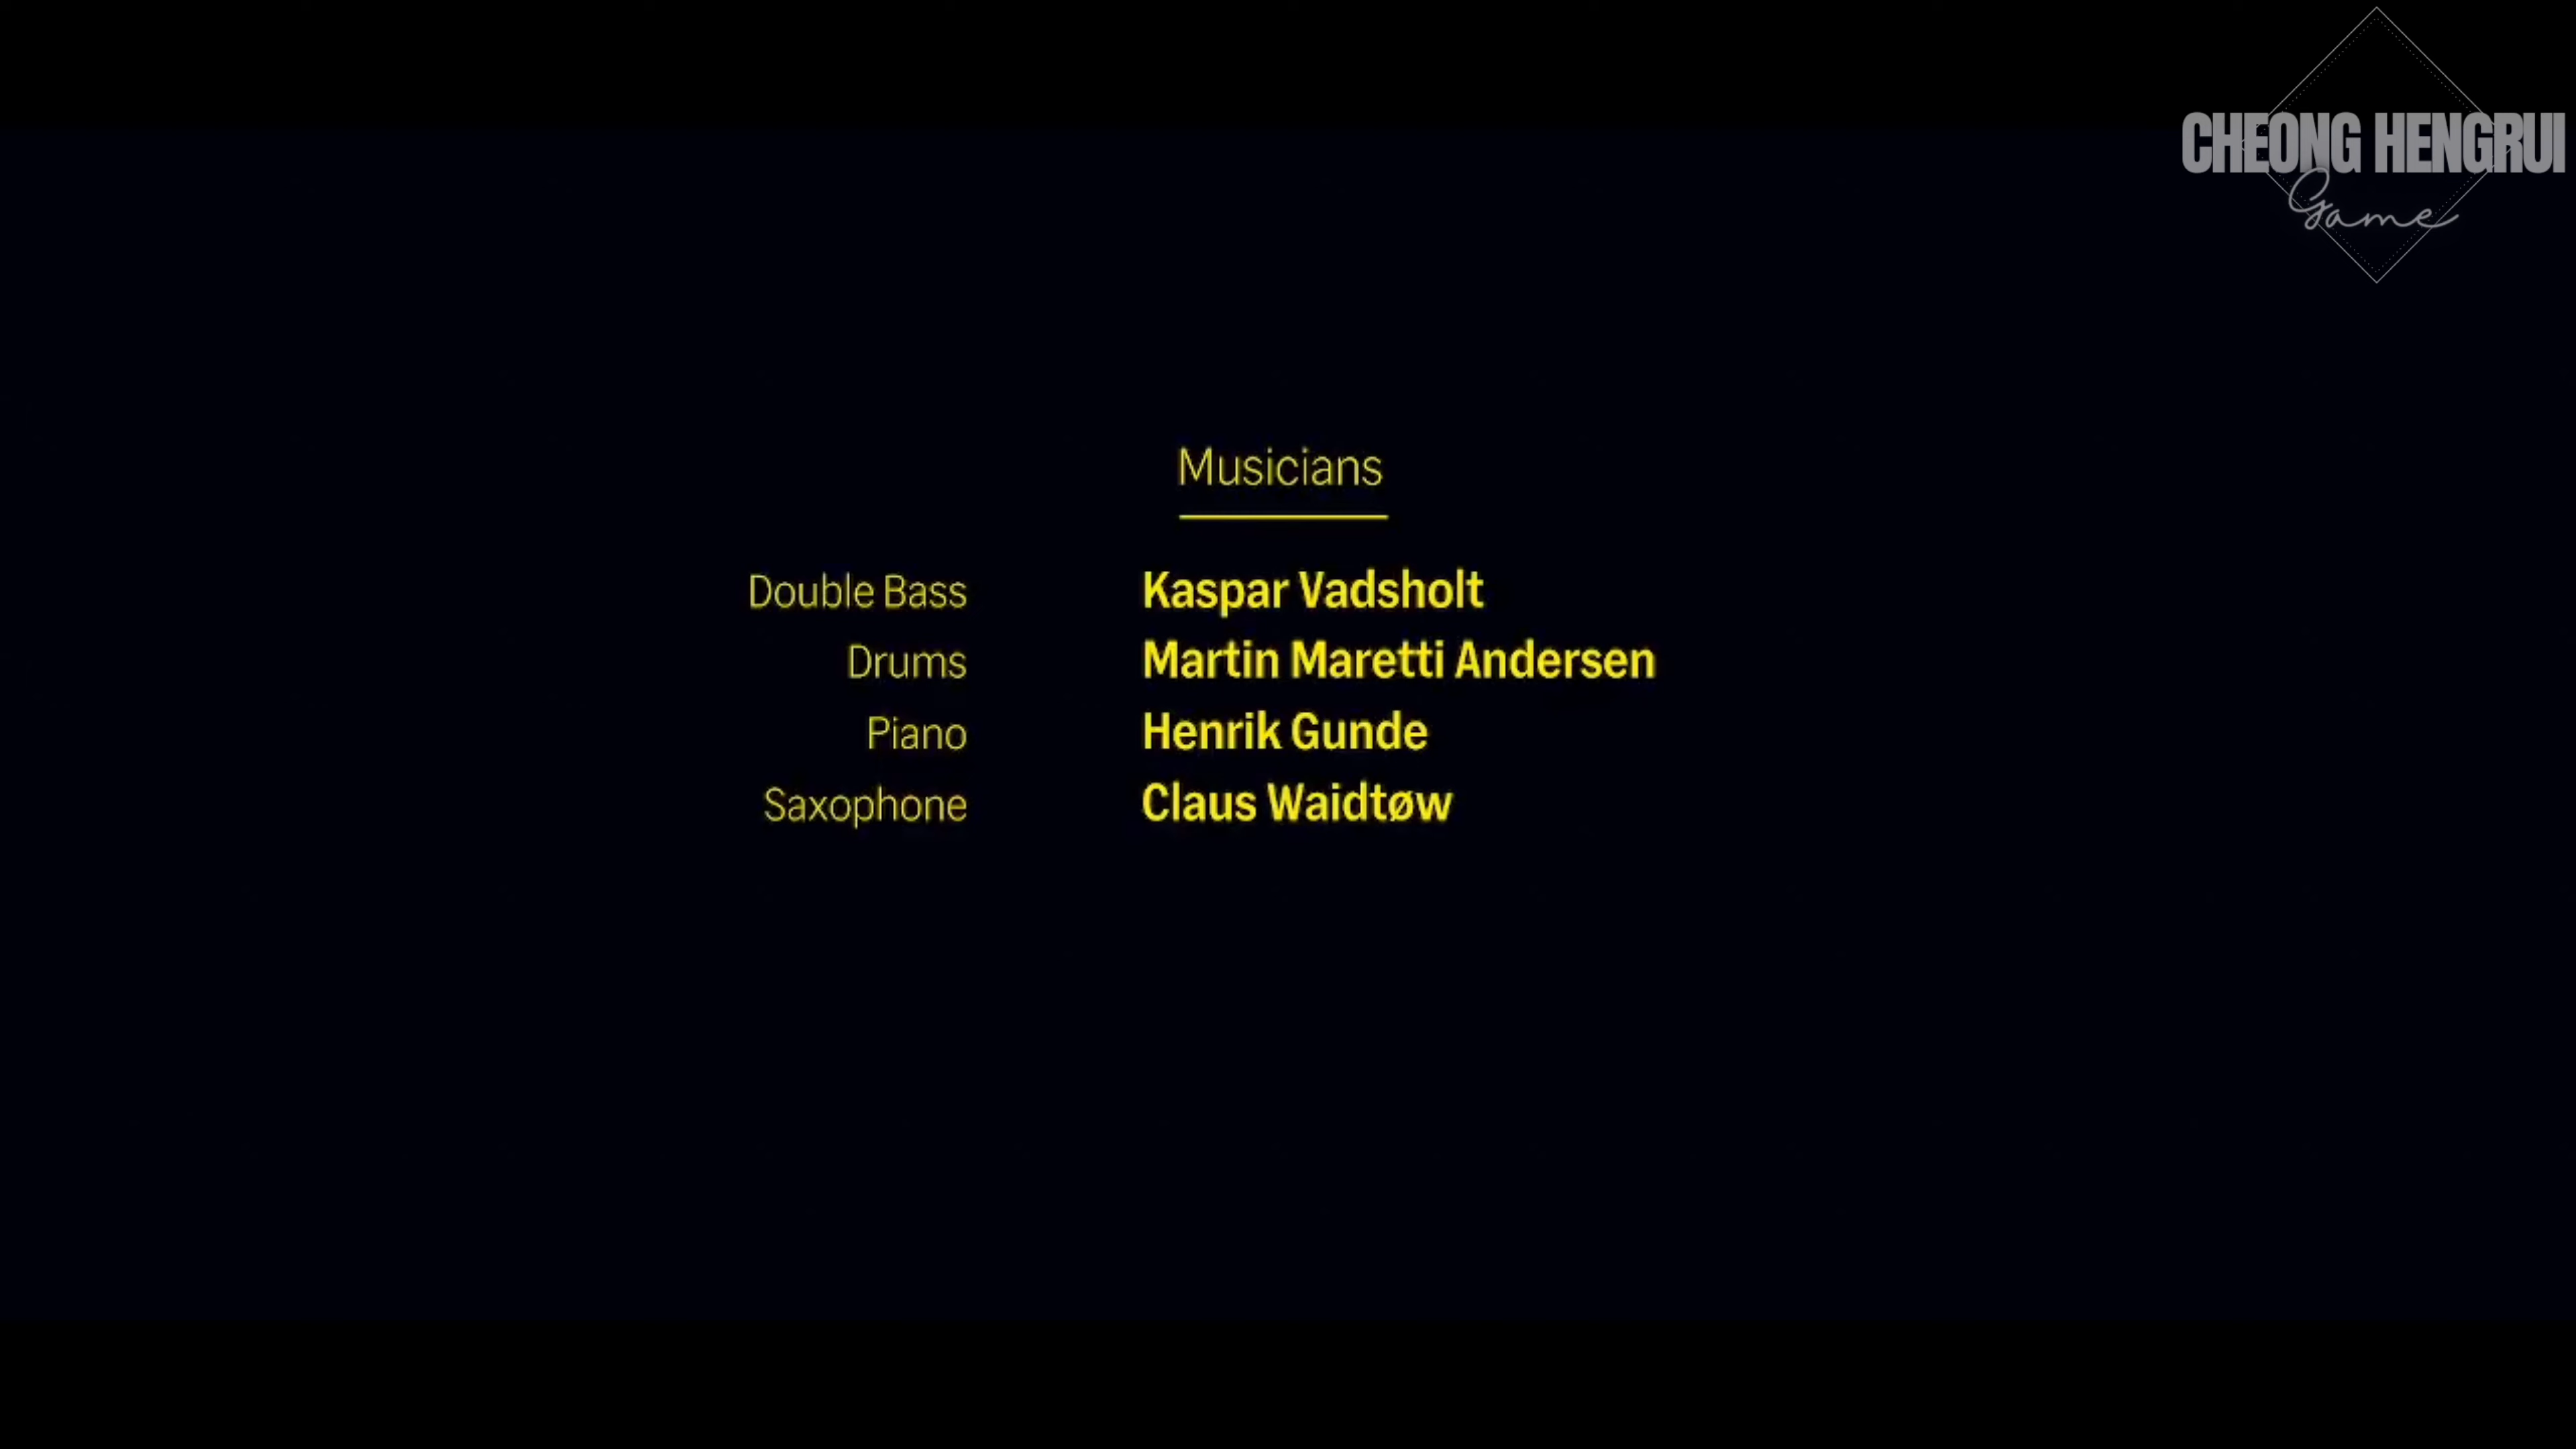 CHEONG HENGRUI
Game
Musicians
Double Bass Kaspar Vadsholt
Drums Martin Maretti Andersen
Piano Henrik Gunde
Saxophone Claus Waidtøw